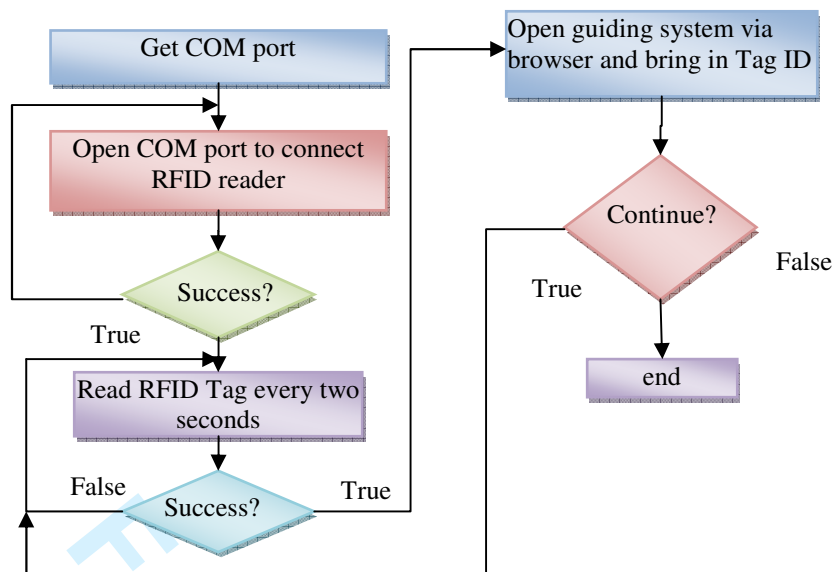 Get COM port
Open COM port to connect
RFID reader
Success?
True
Read RFID Tag every two
seconds
False
Success?
True
Open guiding system via
browser and bring in Tag ID
Continue?
False
True
end